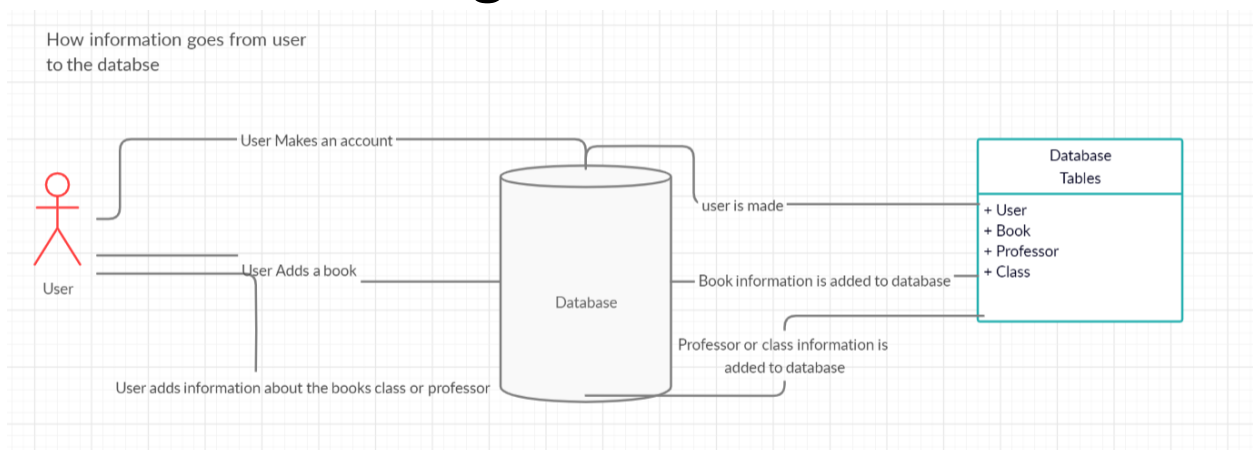 How information goes from user
to the databse
User Makes an account
user is made
Database
Tables
+ User
+ Book
+ Professor
+ Class
User Adds a book
Book information is added to database
User
Database
Professor or class information is
added to database
User adds information about the books class or professor